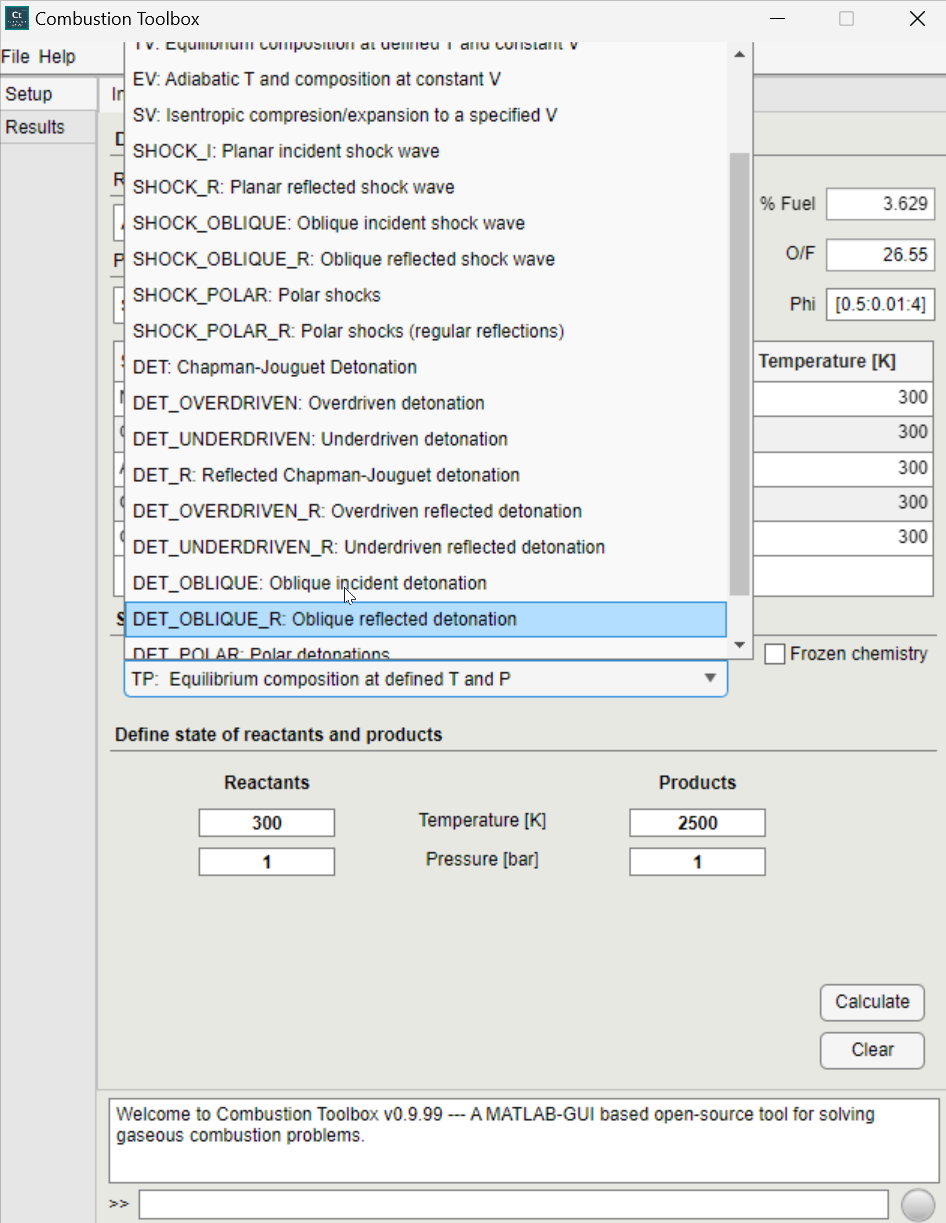 Ct
Combustion Toolbox
File Help
Setup
Results
TV: Equilibrium composition at defined T and constant V
EV: Adiabatic T and composition at constant V
SV: Isentropic compresion/expansion to a specified V
SHOCK_I: Planar incident shock wave
SHOCK_R: Planar reflected shock wave
SHOCK_OBLIQUE: Oblique incident shock wave
SHOCK_OBLIQUE_R: Oblique reflected shock wave
SHOCK_POLAR: Polar shocks
SHOCK_POLAR_R: Polar shocks (regular reflections)
DET: Chapman-Jouguet Detonation
DET_OVERDRIVEN: Overdriven detonation
DET_UNDERDRIVEN: Underdriven detonation
DET_R: Reflected Chapman-Jouguet detonation
DET_OVERDRIVEN_R: Overdriven reflected detonation
DET_UNDERDRIVEN_R: Underdriven reflected detonation
DET_OBLIQUE: Oblique incident detonation
DET_OBLIQUE_R: Oblique reflected detonation
DET_POLAR: Polar detonations
TP: Equilibrium composition at defined T and P
% Fuel 3.629
O/F 26.55
Phi [0.5:0.01:4]
Temperature [K]
300
300
300
300
300
Frozen chemistry
Define state of reactants and products
Reactants Products
300 Temperature [K] 2500
1 Pressure [bar] 1
Calculate
Clear
Welcome to Combustion Toolbox v0.9.99 --- A MATLAB-GUI based open-source tool for solving
gaseous combustion problems.
>>